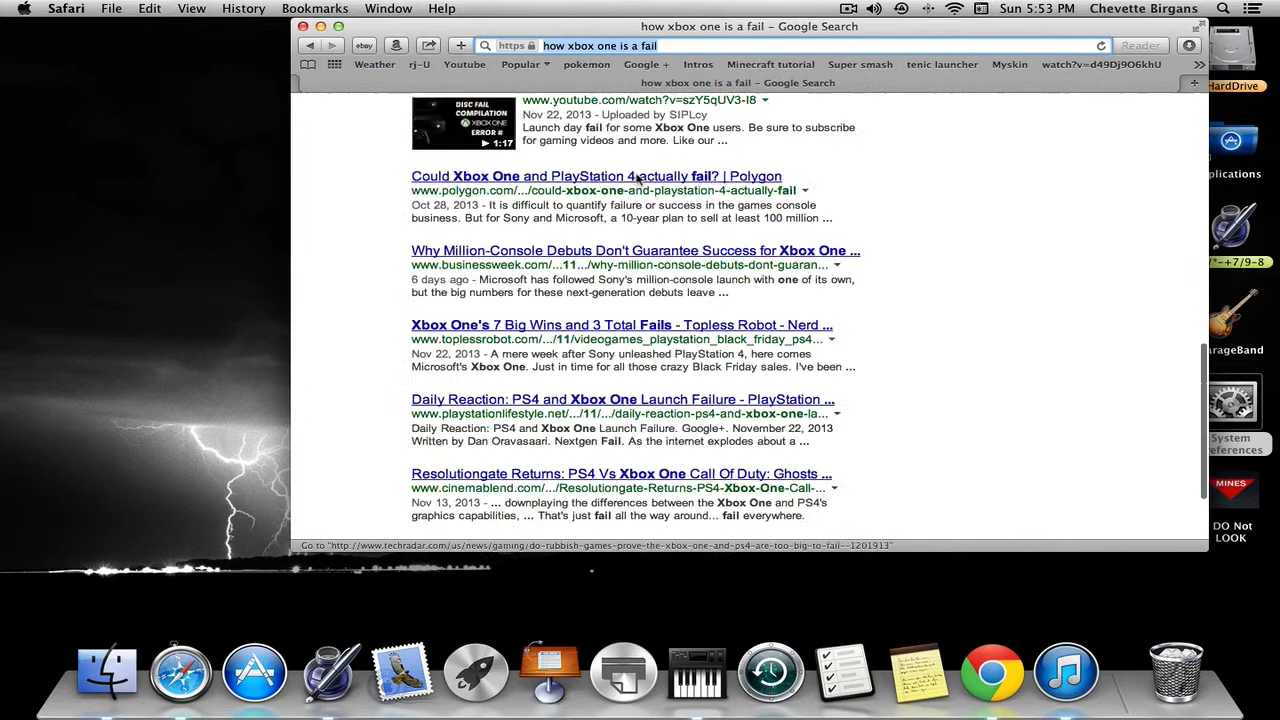 Safari File Edit View History Bookmarks Window Help Sun 5:53 PM Chevette Birgans
how xbox one is a fail – Google Search
ebay https how xbox one is a fail Reader
Weather rj-U Youtube Popular pokemon Google + Intros Minecraft tutorial Super smash tenic launcher Myskin watch?v=d49Dj9O6khU
how xbox one is a fail – Google Search
www.youtube.com/watch?v=szY5qUV3-I8
Nov 22, 2013 - Uploaded by SIPLcy
Launch day fail for some Xbox One users. Be sure to subscribe
for gaming videos and more. Like our ...
DISC FAIL
COMPILATION
XBOX ONE
ERROR #
1:17
Could Xbox One and PlayStation 4 actually fail? | Polygon
www.polygon.com/.../could-xbox-one-and-playstation-4-actually-fail
Oct 28, 2013 - It is difficult to quantify failure or success in the games console
business. But for Sony and Microsoft, a 10-year plan to sell at least 100 million ...
Why Million-Console Debuts Don't Guarantee Success for Xbox One ...
www.businessweek.com/...11.../why-million-console-debuts-dont-guaran...
6 days ago - Microsoft has followed Sony's million-console launch with one of its own,
but the big numbers for these next-generation debuts leave ...
Xbox One's 7 Big Wins and 3 Total Fails - Topless Robot - Nerd ...
www.toplessrobot.com/.../11/videogames_playstation_black_friday_ps4...
Nov 22, 2013 - A mere week after Sony unleashed PlayStation 4, here comes
Microsoft's Xbox One. Just in time for all those crazy Black Friday sales. I've been ...
Daily Reaction: PS4 and Xbox One Launch Failure - PlayStation ...
www.playstationlifestyle.net/.../11/.../daily-reaction-ps4-and-xbox-one-la...
Daily Reaction: PS4 and Xbox One Launch Failure. Google+. November 22, 2013
Written by Dan Oravasaari. Nextgen Fail. As the internet explodes about a ...
Resolutiongate Returns: PS4 Vs Xbox One Call Of Duty: Ghosts ...
www.cinemablend.com/.../Resolutiongate-Returns-PS4-Xbox-One-Call-...
Nov 13, 2013 - ... downplaying the differences between the Xbox One and PS4's
graphics capabilities, ... That's just fail all the way around... fail everywhere.
Go to "http://www.techradar.com/us/news/gaming/do-rubbish-games-prove-the-xbox-one-and-ps4-are-too-big-to-fail--1201913"
HardDrive
plications
/*-+7/9-8
arageBand
System
references
MINES
DO Not
LOOK